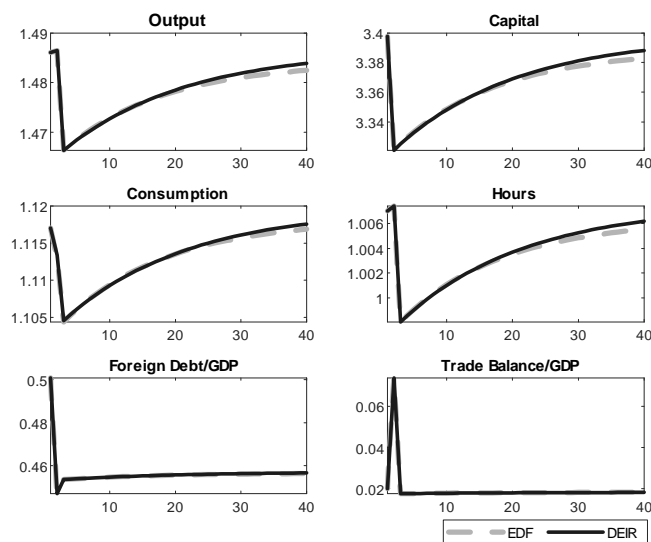 Output
1.49
1.48
1.47
10 20 30 40
Capital
3.4
3.36
3.34
10 20 30 40
Consumption
1.12
1.115
1.11
1.105
10 20 30 40
Hours
1.006
1.004
1.002
1
10 20 30 40
Foreign Debt/GDP
0.5
0.48
0.46
10 20 30 40
Trade Balance/GDP
0.06
0.04
0.02
10 20 30 40
EDF DEIR